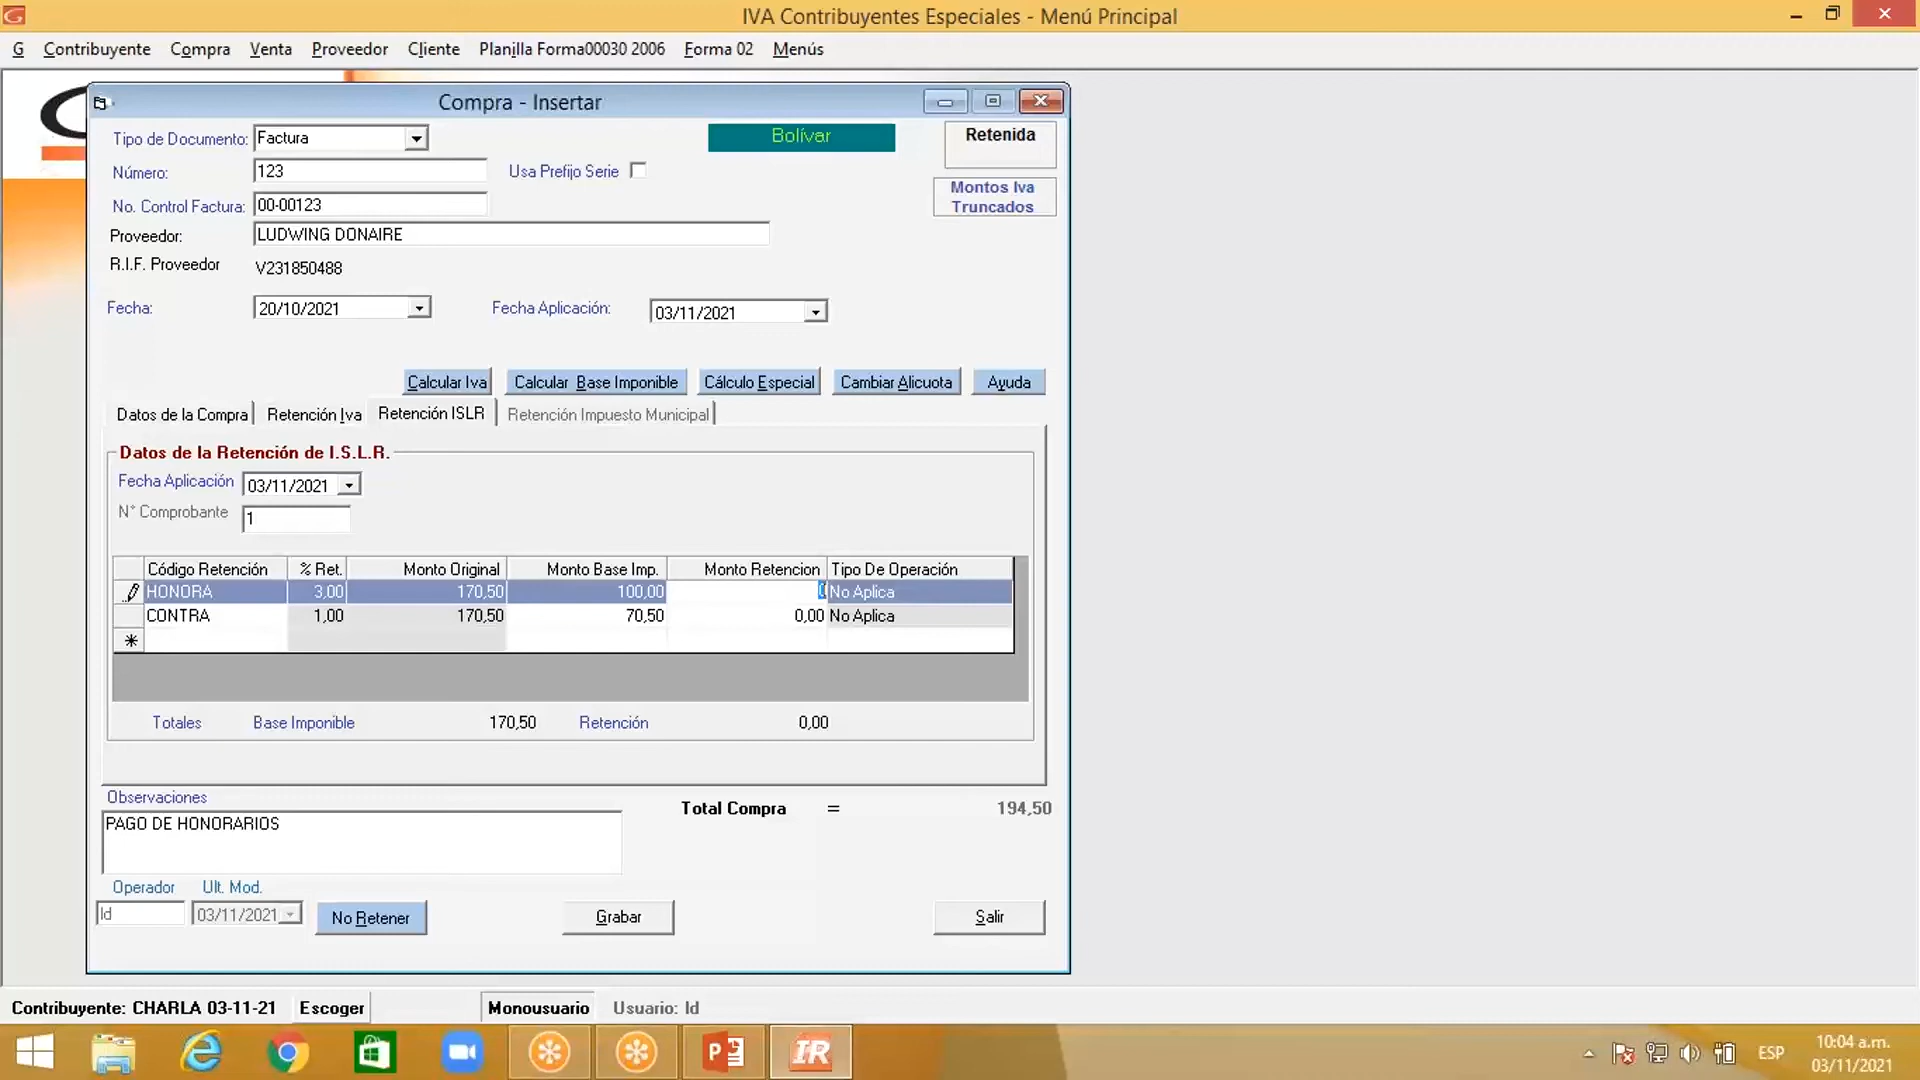 IVA Contribuyentes Especiales - Menú Principal
G Contribuyente Compra Venta Proveedor Cliente Planilla Forma00030 2006 Forma 02 Menús
Compra - Insertar
Tipo de Documento: Factura Bolívar Retenida
Número: 123 Usa Prefijo Serie
Montos Iva
Truncados
No. Control Factura: 00-00123
Proveedor: LUDWING DONAIRE
R.I.F. Proveedor V231850488
Fecha: 20/10/2021 Fecha Aplicación: 03/11/2021
Calcular Iva Calcular Base Imponible Cálculo Especial Cambiar Alicuota Ayuda
Datos de la Compra Retención Iva Retención ISLR Retención Impuesto Municipal
Datos de la Retención de I.S.L.R.
Fecha Aplicación 03/11/2021
N° Comprobante 1
Código Retención % Ret. Monto Original Monto Base Imp. Monto Retencion Tipo De Operación
HONORA 3,00 170,50 100,00 0 No Aplica
CONTRA 1,00 170,50 70,50 0,00 No Aplica
Totales Base Imponible 170,50 Retención 0,00
Observaciones
PAGO DE HONORARIOS
Total Compra = 194,50
Operador Ult. Mod.
ld 03/11/2021 No Retener Grabar Salir
Contribuyente: CHARLA 03-11-21 Escoger Monousuario Usuario: ld
IR ESP 10:04 a.m.
03/11/2021